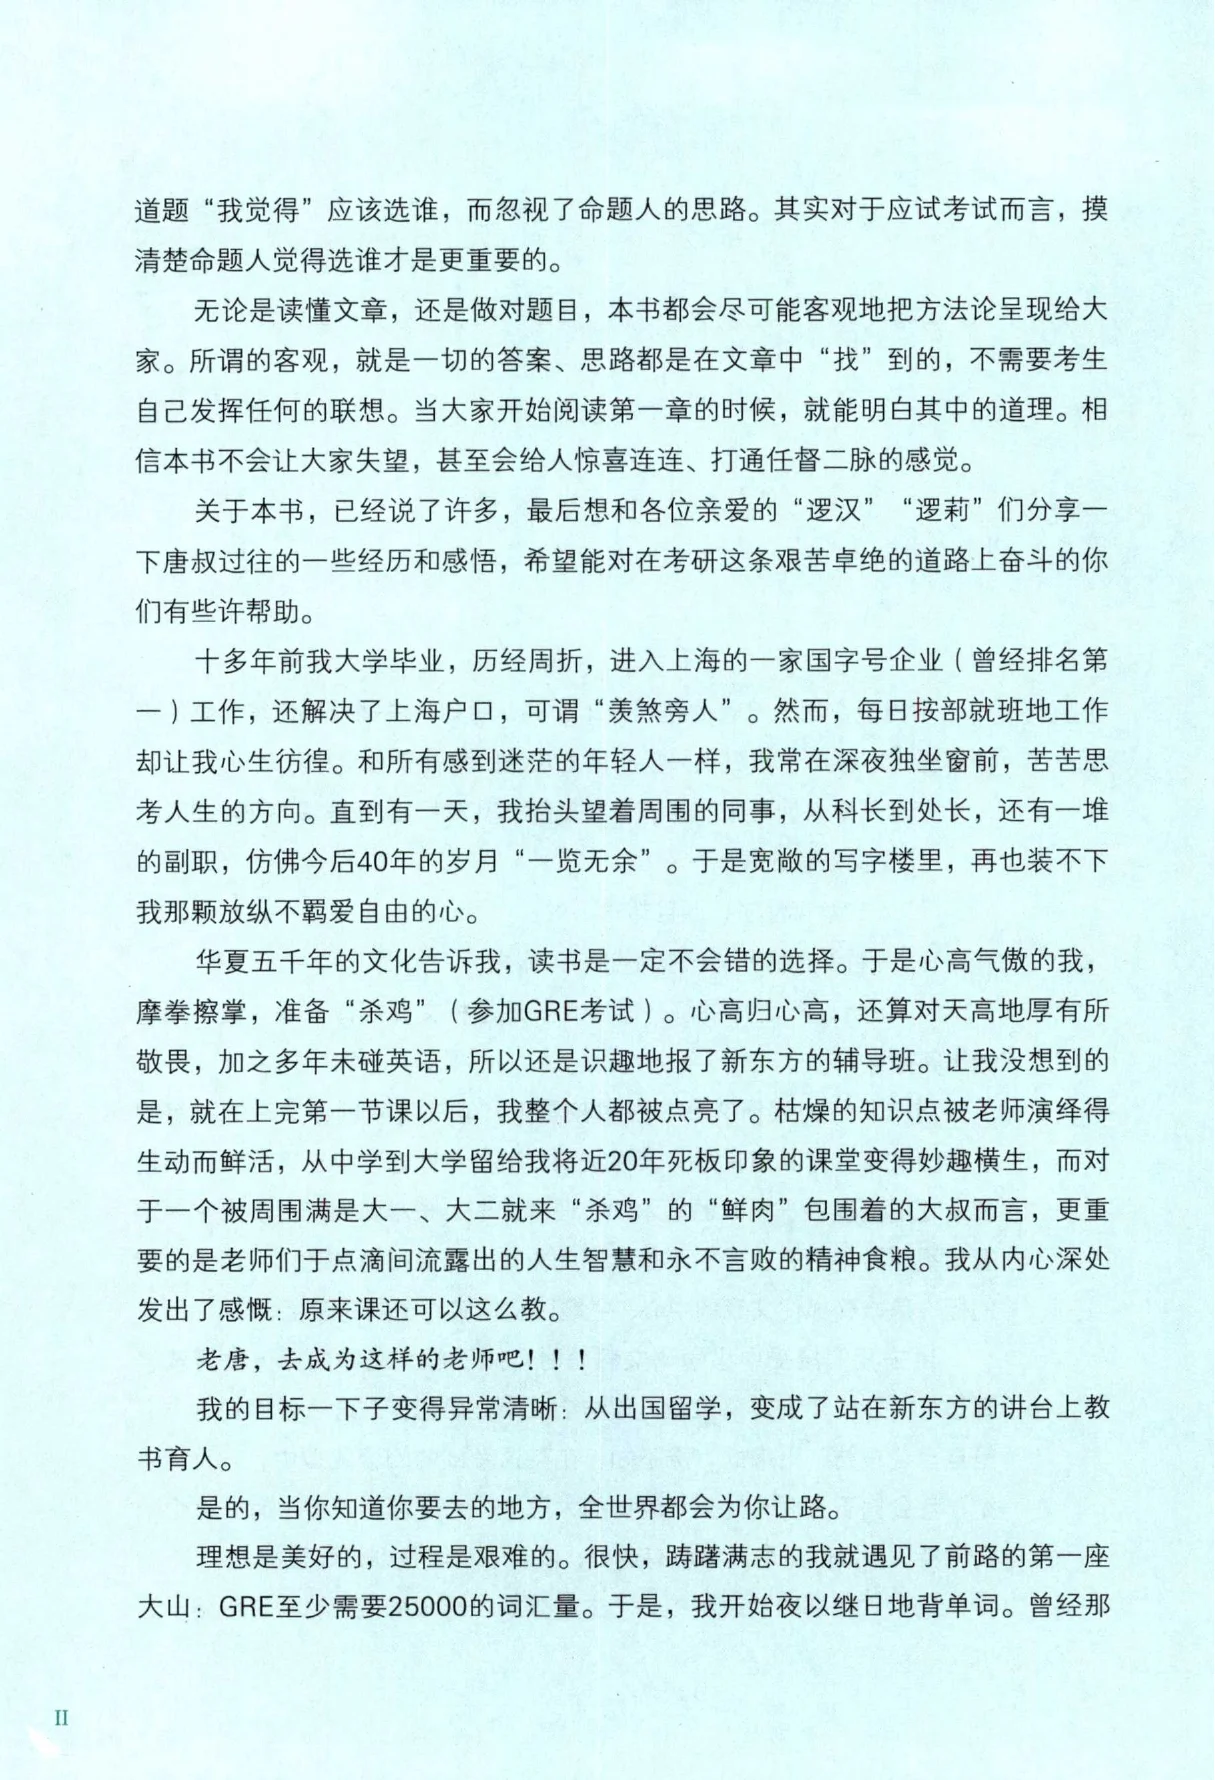 道题“我觉得”应该选谁，而忽视了命题人的思路。其实对于应试考试而言，摸
清楚命题人觉得选谁才是更重要的。
无论是读懂文章，还是做对题目，本书都会尽可能客观地把方法论呈现给大
家。所谓的客观，就是一切的答案、思路都是在文章中“找”到的，不需要考生
自己发挥任何的联想。当大家开始阅读第一章的时候，就能明白其中的道理。相
信本书不会让大家失望，甚至会给人惊喜连连、打通任督二脉的感觉。
关于本书，已经说了许多，最后想和各位亲爱的“逻汉”“逻莉”们分享一
下唐叔过往的一些经历和感悟，希望能对在考研这条艰苦卓绝的道路上奋斗的你
们有些许帮助。
十多年前我大学毕业，历经周折，进入上海的一家国字号企业（曾经排名第
一）工作，还解决了上海户口，可谓“羡煞旁人”。然而，每日按部就班地工作
却让我心生彷徨。和所有感到迷茫的年轻人一样，我常在深夜独坐窗前，苦苦思
考人生的方向。直到有一天，我抬头望着周围的同事，从科长到处长，还有一堆
的副职，仿佛今后40年的岁月“一览无余”。于是宽敞的写字楼里，再也装不下
我那颗放纵不羁爱自由的心。
华夏五千年的文化告诉我，读书是一定不会错的选择。于是心高气傲的我，
摩拳擦掌，准备“杀鸡”（参加GRE考试）。心高归心高，还算对天高地厚有所
敬畏，加之多年未碰英语，所以还是识趣地报了新东方的辅导班。让我没想到的
是，就在上完第一节课以后，我整个人都被点亮了。枯燥的知识点被老师演绎得
生动而鲜活，从中学到大学留给我将近20年死板印象的课堂变得妙趣横生，而对
于一个被周围满是大一、大二就来“杀鸡”的“鲜肉”包围着的大叔而言，更重
要的是老师们于点滴间流露出的人生智慧和永不言败的精神食粮。我从内心深处
发出了感慨：原来课还可以这么教。
老唐，去成为这样的老师吧！！！
我的目标一下子变得异常清晰：从出国留学，变成了站在新东方的讲台上教
书育人。
是的，当你知道你要去的地方，全世界都会为你让路。
理想是美好的，过程是艰难的。很快，踌躇满志的我就遇见了前路的第一座
大山：GRE至少需要25000的词汇量。于是，我开始夜以继日地背单词。曾经那
II